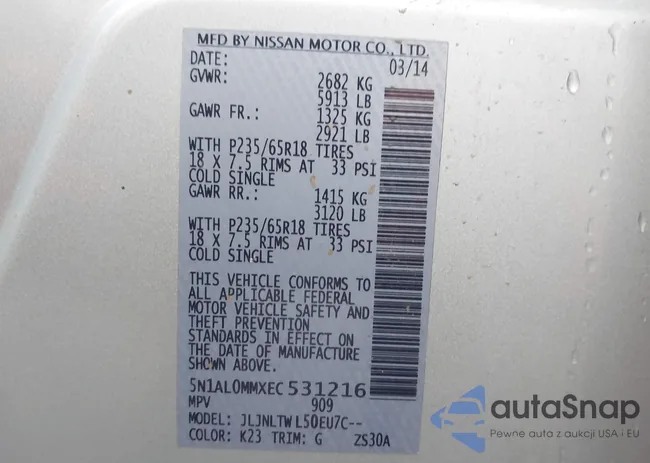 MFD BY NISSAN MOTOR CO., LTD.
DATE: 03/14
GVWR: 2682 KG
5913 LB
GAWR FR.: 1325 KG
2921 LB
WITH P235/65R18 TIRES
18 X 7.5 RIMS AT 33 PSI
COLD SINGLE
GAWR RR.: 1415 KG
3120 LB
WITH P235/65R18 TIRES
18 X 7.5 RIMS AT 33 PSI
COLD SINGLE
THIS VEHICLE CONFORMS TO
ALL APPLICABLE FEDERAL
MOTOR VEHICLE SAFETY AND
THEFT PREVENTION
STANDARDS IN EFFECT ON
THE DATE OF MANUFACTURE
SHOWN ABOVE.
5N1AL0MMXEC531216
MPV 909
MODEL: JLJNLTWL50EU7C--
COLOR: K23 TRIM: G ZS30A
autoSnap
Pewne auta z aukcji USA i EU